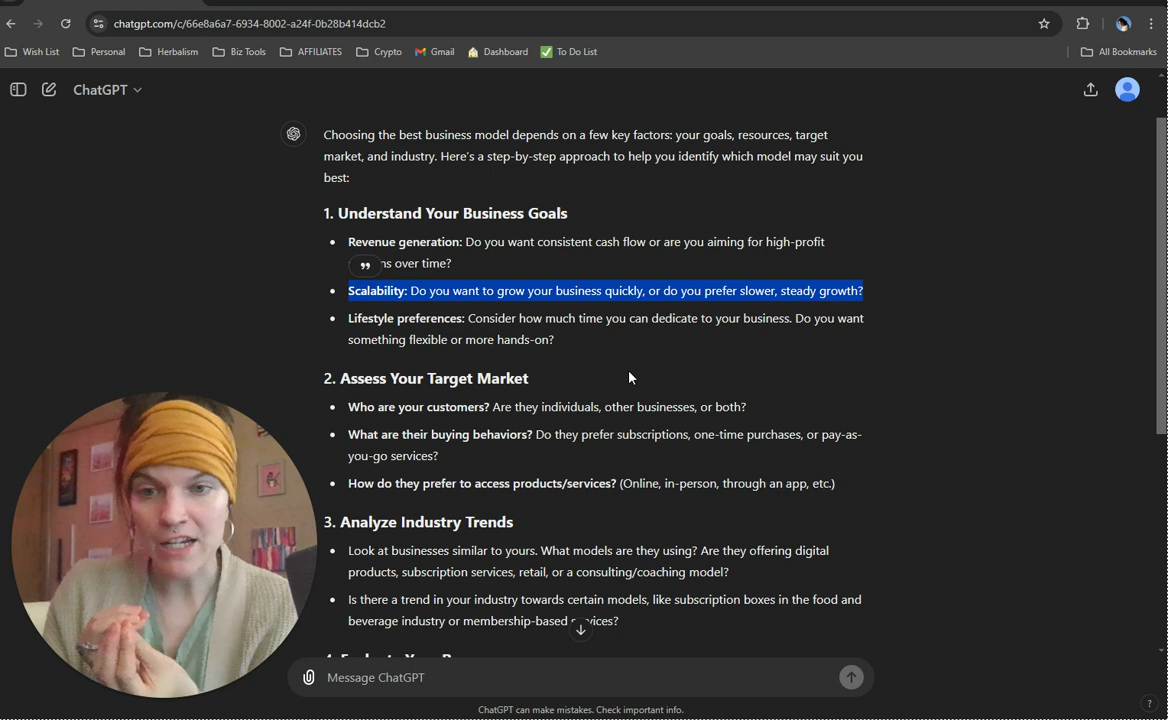 chatgpt.com/c/66e8a6a7-6934-8002-a24f-0b28b414dcb2
Wish List Personal Herbalism Biz Tools AFFILIATES Crypto Gmail Dashboard To Do List All Bookmarks
ChatGPT
Choosing the best business model depends on a few key factors: your goals, resources, target
market, and industry. Here's a step-by-step approach to help you identify which model may suit you
best:
1. Understand Your Business Goals
• Revenue generation: Do you want consistent cash flow or are you aiming for high-profit
over time?
• Scalability: Do you want to grow your business quickly, or do you prefer slower, steady growth?
• Lifestyle preferences: Consider how much time you can dedicate to your business. Do you want
something flexible or more hands-on?
2. Assess Your Target Market
• Who are your customers? Are they individuals, other businesses, or both?
• What are their buying behaviors? Do they prefer subscriptions, one-time purchases, or pay-as-
you-go services?
• How do they prefer to access products/services? (Online, in-person, through an app, etc.)
3. Analyze Industry Trends
• Look at businesses similar to yours. What models are they using? Are they offering digital
products, subscription services, retail, or a consulting/coaching model?
• Is there a trend in your industry towards certain models, like subscription boxes in the food and
beverage industry or membership-based services?
Message ChatGPT
ChatGPT can make mistakes. Check important info.
?